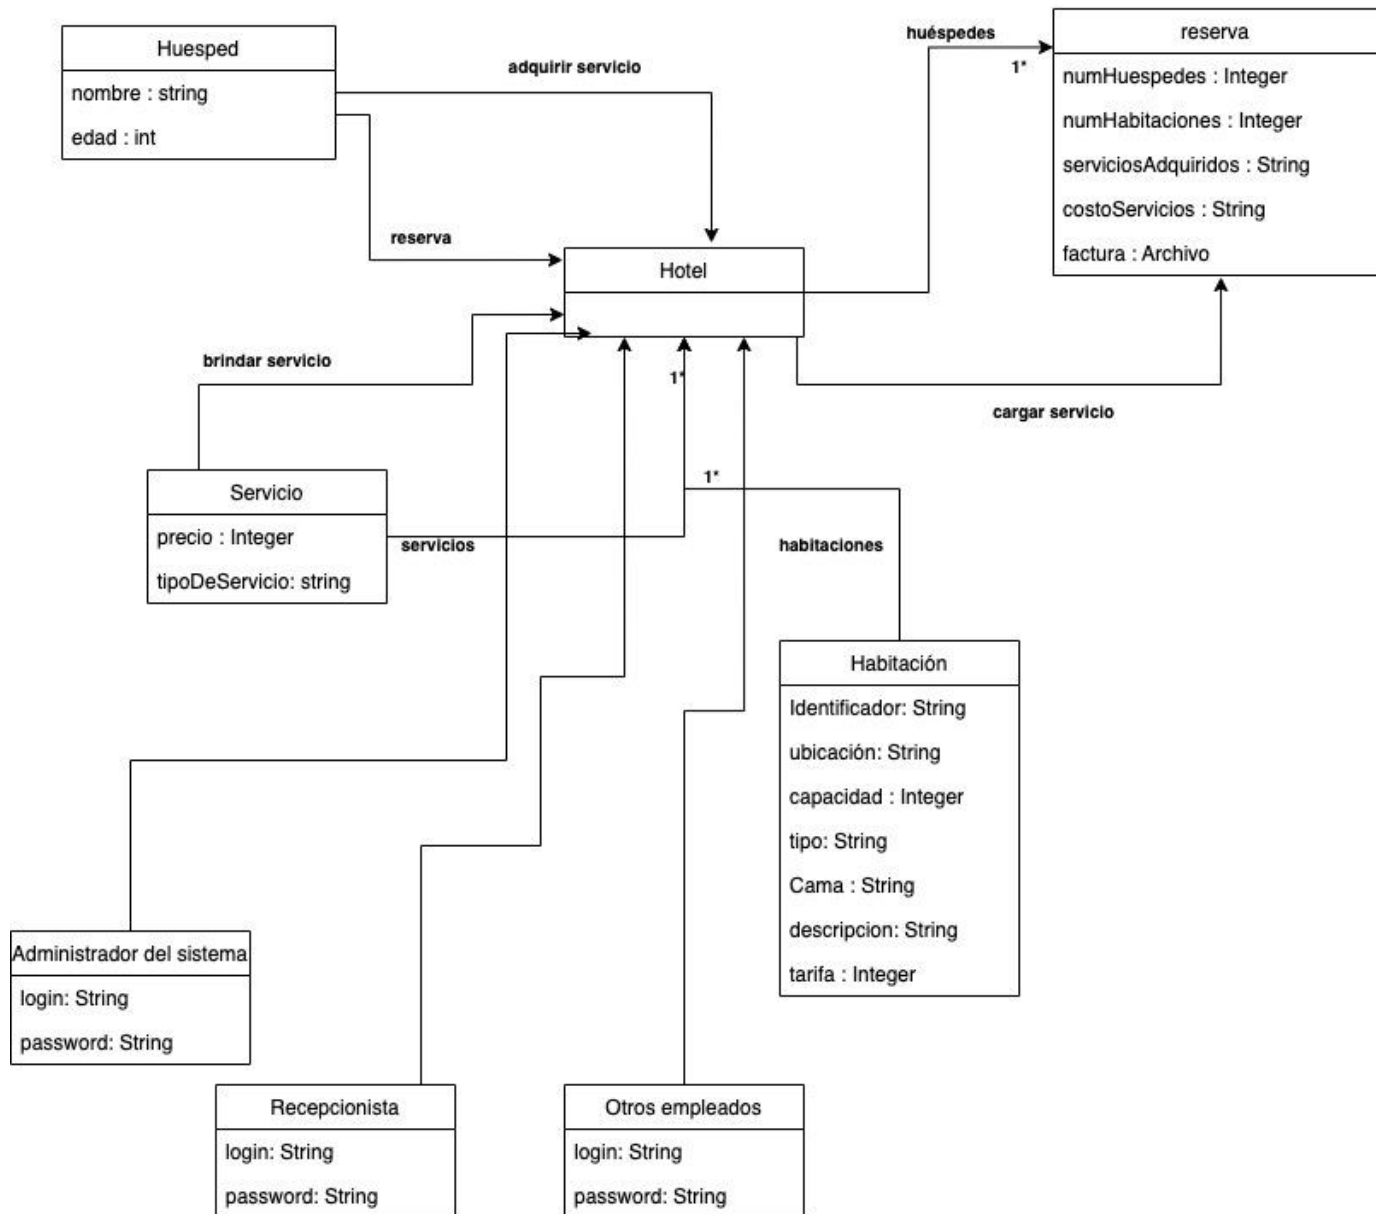 Huesped
nombre : string
edad : int
adquirir servicio
reserva
huéspedes
1*
reserva
numHuespedes : Integer
numHabitaciones : Integer
serviciosAdquiridos : String
costoServicios : String
factura : Archivo
Hotel
brindar servicio
1*
cargar servicio
Servicio
precio : Integer
tipoDeServicio: string
servicios
1*
habitaciones
Habitación
Identificador: String
ubicación: String
capacidad : Integer
tipo: String
Cama : String
descripcion: String
tarifa : Integer
Administrador del sistema
login: String
password: String
Recepcionista
login: String
password: String
Otros empleados
login: String
password: String